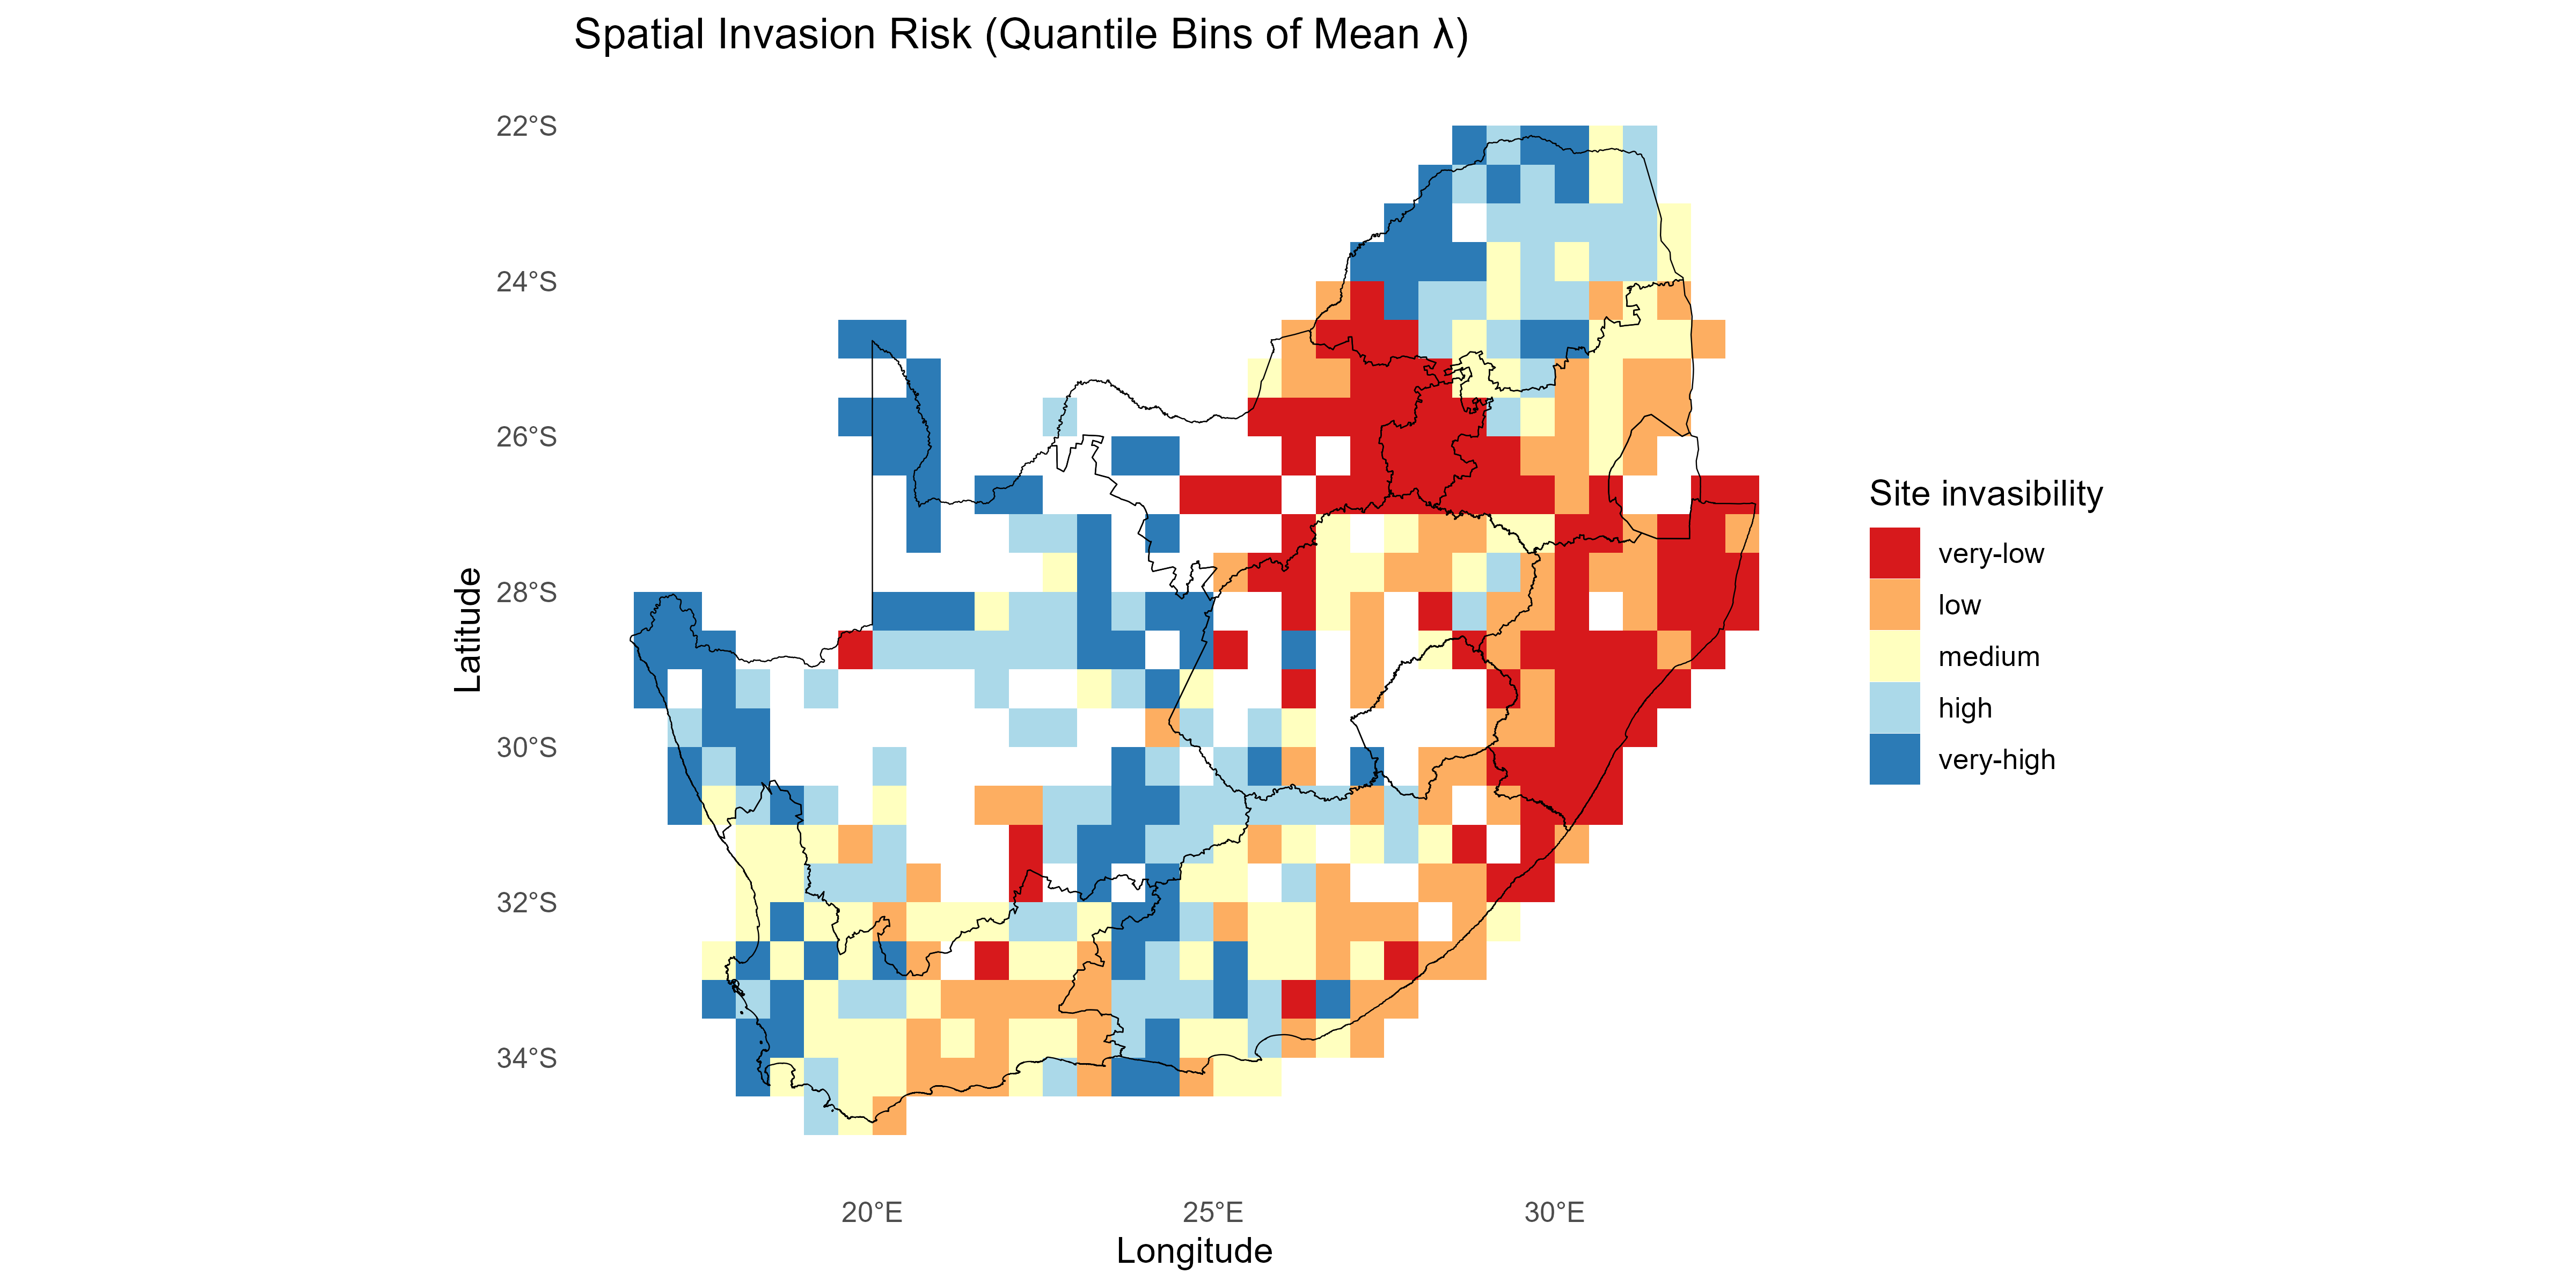 Spatial Invasion Risk (Quantile Bins of Mean λ)
22°S
24°S
26°S
28°S
30°S
32°S
34°S
Latitude
20°E
25°E
30°E
Longitude
Site invasibility
very-low
low
medium
high
very-high